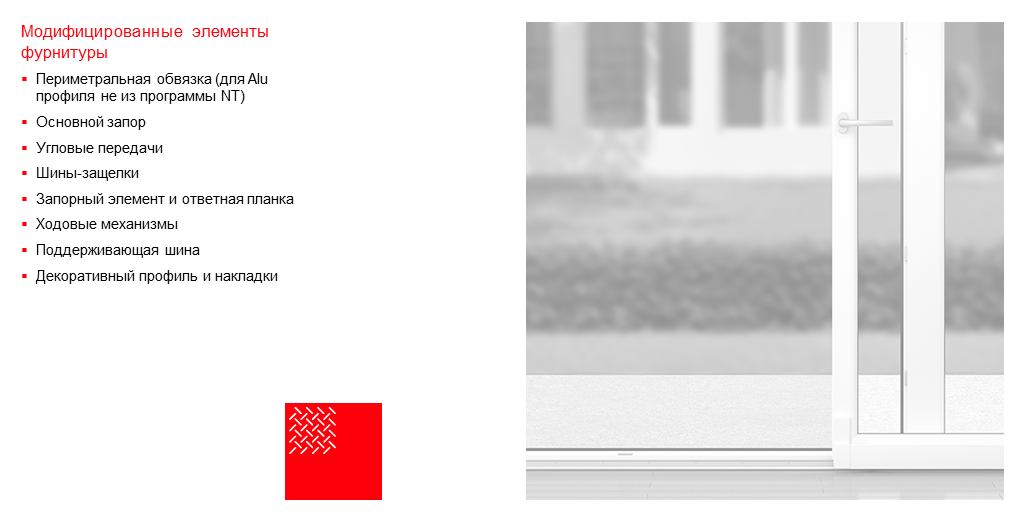 Модифицированные элементы
фурнитуры
▪ Периметральная обвязка (для Alu
профиля не из программы NT)
▪ Основной запор
▪ Угловые передачи
▪ Шины-защелки
▪ Запорный элемент и ответная планка
▪ Ходовые механизмы
▪ Поддерживающая шина
▪ Декоративный профиль и накладки